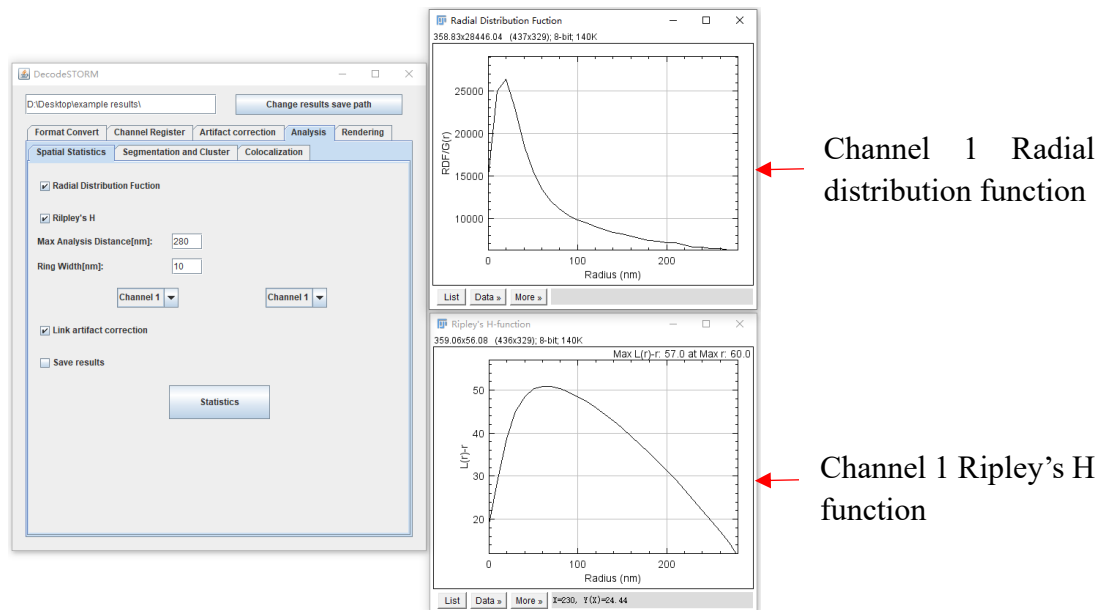 DecodeSTORM
D:\Desktop\example results\
Change results save path
Format Convert Channel Register Artifact correction Analysis Rendering
Spatial Statistics Segmentation and Cluster Colocalization
Radial Distribution Fuction
Rilpley's H
Max Analysis Distance[nm]: 280
Ring Width[nm]: 10
Channel 1 Channel 1
Link artifact correction
Save results
Statistics
Radial Distribution Fuction
358.83x28446.04 (437x329); 8-bit; 140K
25000
20000
15000
10000
RDF/G(r)
0 100 200
Radius (nm)
List Data » More »
Channel 1 Radial
distribution function
Ripley's H-function
359.06x56.08 (436x329); 8-bit; 140K
Max L(r)-r: 57.0 at Max r: 60.0
50
40
30
20
L(r)-r
0 100 200
Radius (nm)
List Data » More » X=230, Y(X)=24.44
Channel 1 Ripley’s H
function